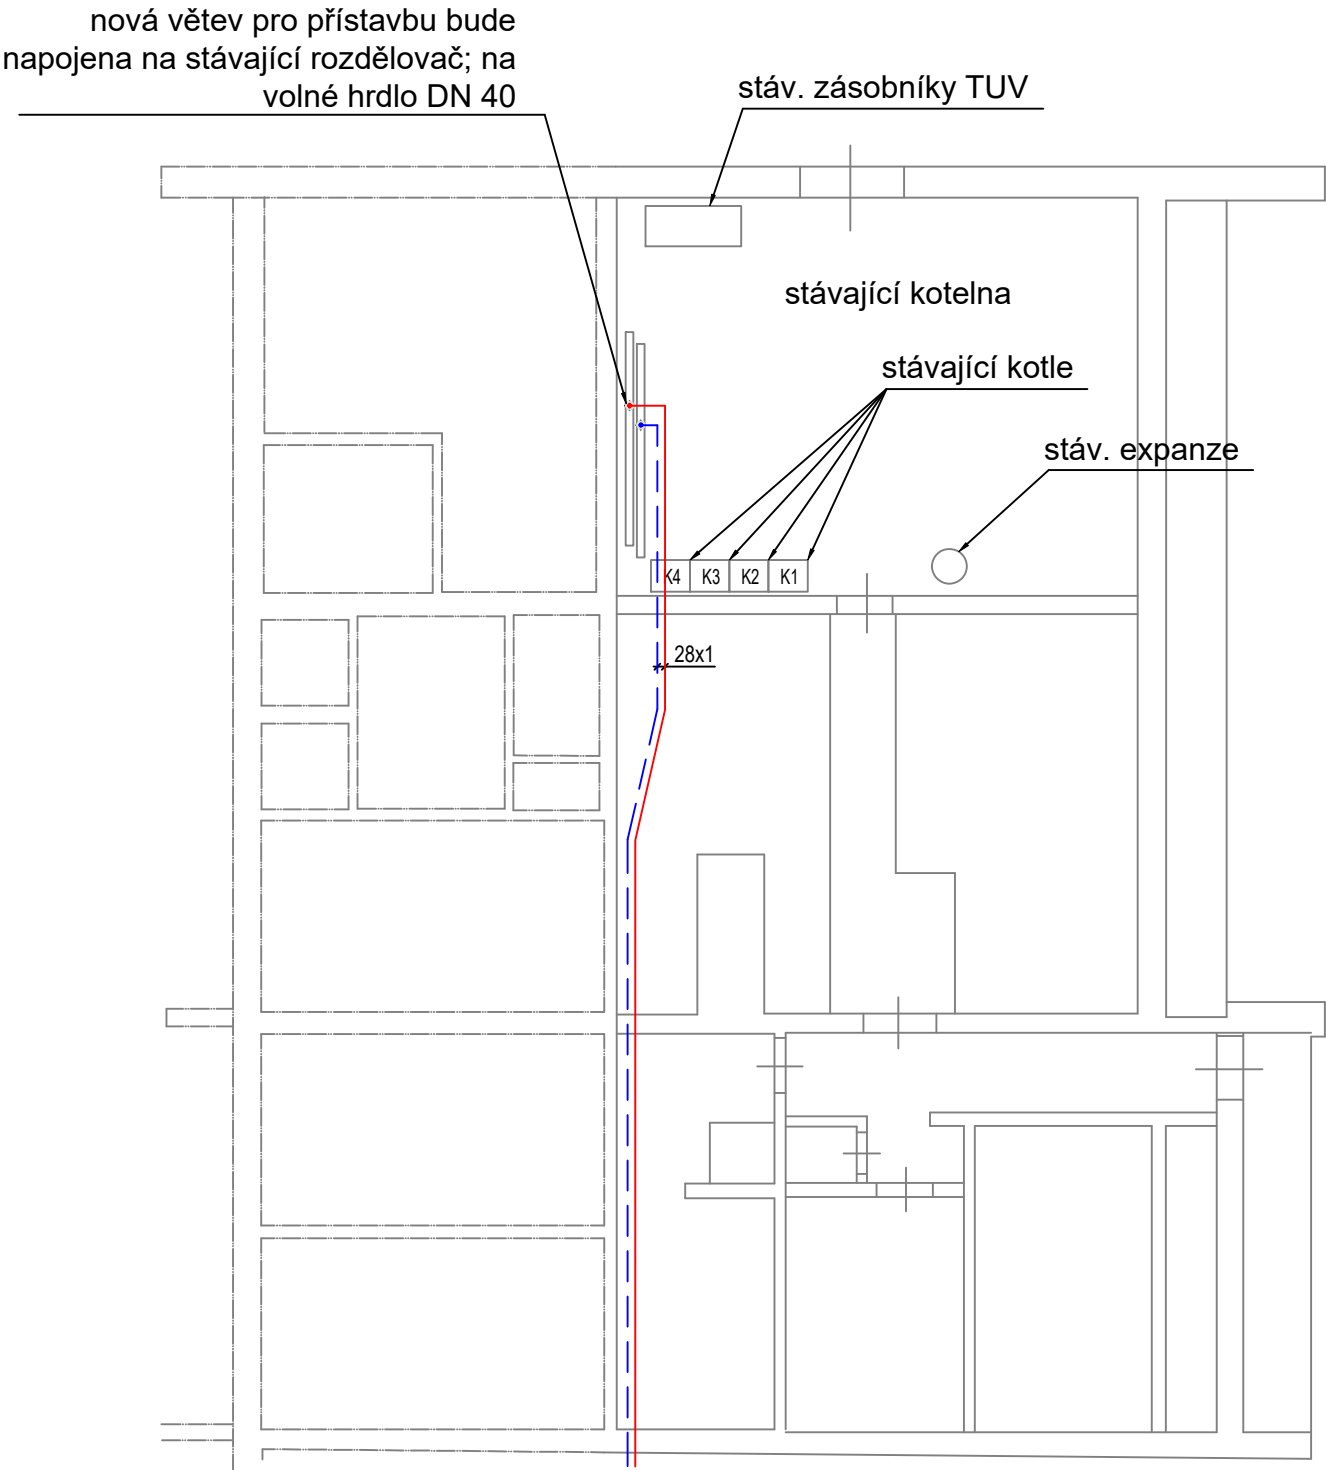 nová větev pro přístavbu bude
napojena na stávající rozdělovač; na
volné hrdlo DN 40
stáv. zásobníky TUV
stávající kotelna
stávající kotle
stáv. expanze
K4 K3 K2 K1
28x1